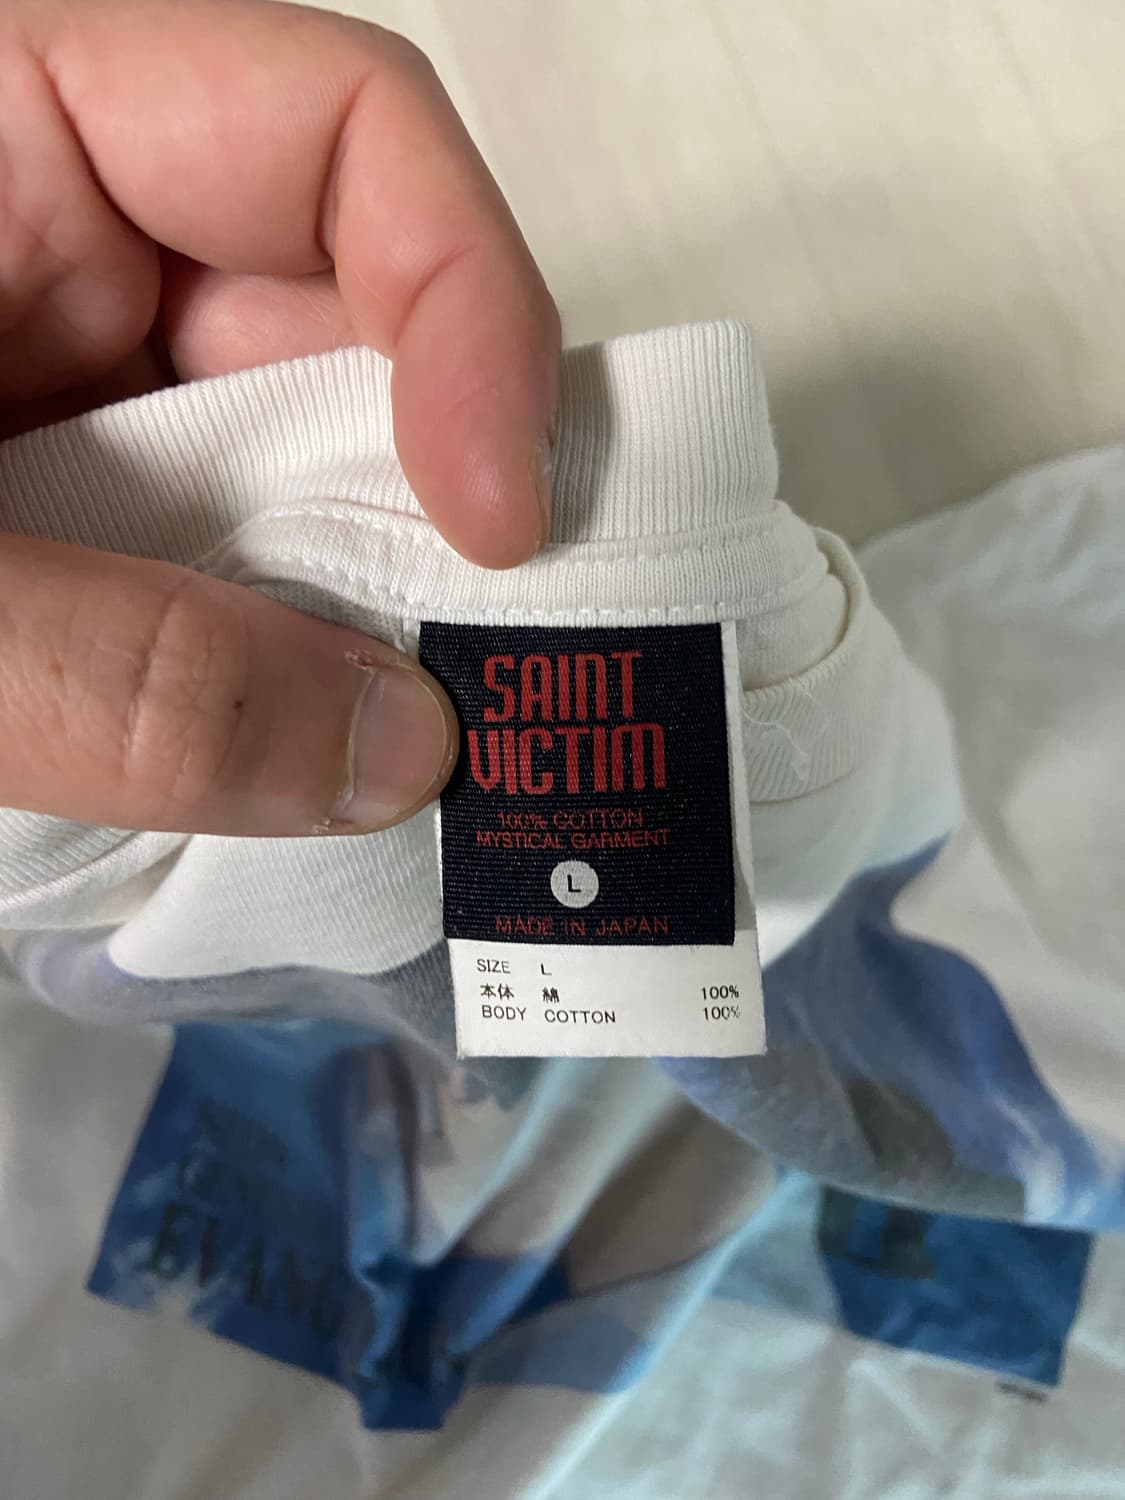 SAINT
VICTIM
100% COTTON
MYSTICAL GARMENT
L
MADE IN JAPAN
SIZE L
本体 綿 100%
BODY COTTON 100%